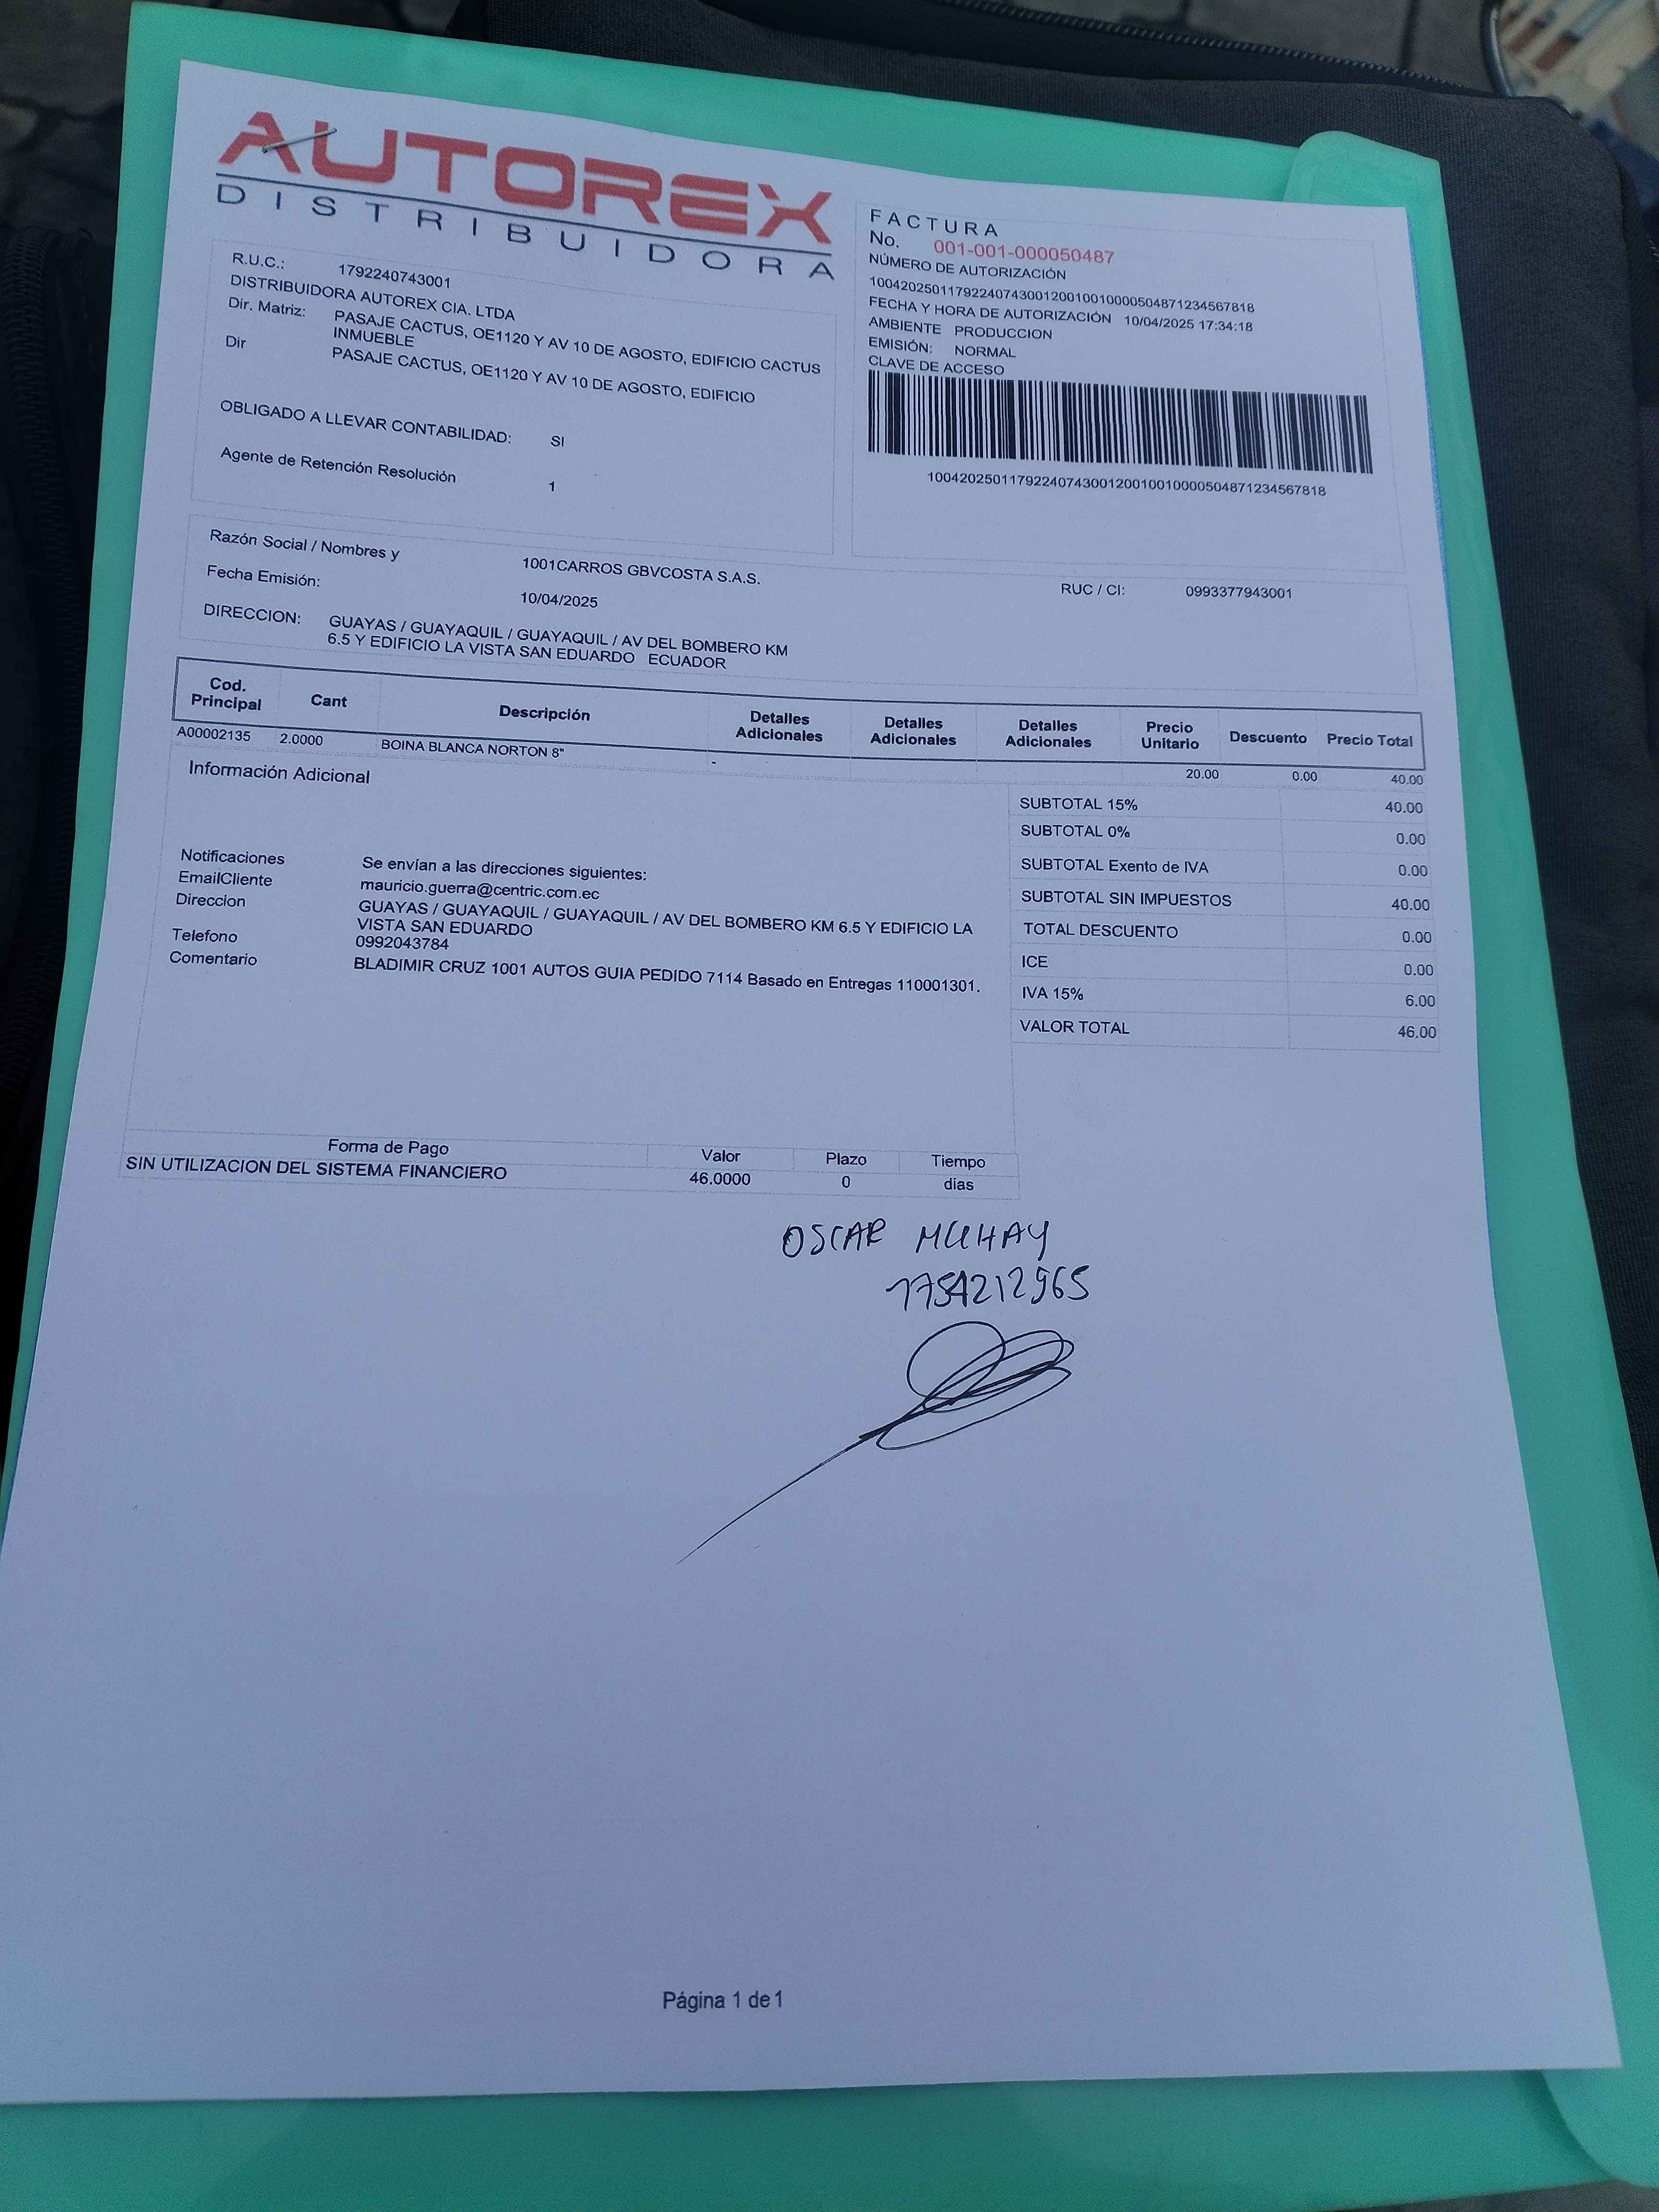 AUTOREX
DISTRIBUIDORA
R.U.C.: 1792240743001
DISTRIBUIDORA AUTOREX CIA. LTDA
Dir. Matriz: PASAJE CACTUS, OE1120 Y AV 10 DE AGOSTO, EDIFICIO CACTUS
INMUEBLE
Dir PASAJE CACTUS, OE1120 Y AV 10 DE AGOSTO, EDIFICIO
OBLIGADO A LLEVAR CONTABILIDAD: SI
Agente de Retención Resolución 1
FACTURA
No. 001-001-000050487
NÚMERO DE AUTORIZACIÓN
1004202501179224074300120010010000504871234567818
FECHA Y HORA DE AUTORIZACIÓN 10/04/2025 17:34:18
AMBIENTE PRODUCCION
EMISIÓN: NORMAL
CLAVE DE ACCESO
1004202501179224074300120010010000504871234567818
Razón Social / Nombres y 1001CARROS GBVCOSTA S.A.S. RUC / CI: 0993377943001
Fecha Emisión: 10/04/2025
DIRECCION: GUAYAS / GUAYAQUIL / GUAYAQUIL / AV DEL BOMBERO KM
6.5 Y EDIFICIO LA VISTA SAN EDUARDO ECUADOR
Cod. Principal Cant Descripción Detalles Adicionales Detalles Adicionales Detalles Adicionales Precio Unitario Descuento Precio Total
A00002135 2.0000 BOINA BLANCA NORTON 8" - 20.00 0.00 40.00
Información Adicional
Notificaciones Se envían a las direcciones siguientes:
EmailCliente mauricio.guerra@centric.com.ec
Direccion GUAYAS / GUAYAQUIL / GUAYAQUIL / AV DEL BOMBERO KM 6.5 Y EDIFICIO LA
VISTA SAN EDUARDO
Telefono 0992043784
Comentario BLADIMIR CRUZ 1001 AUTOS GUIA PEDIDO 7114 Basado en Entregas 110001301.
SUBTOTAL 15% 40.00
SUBTOTAL 0% 0.00
SUBTOTAL Exento de IVA 0.00
SUBTOTAL SIN IMPUESTOS 40.00
TOTAL DESCUENTO 0.00
ICE 0.00
IVA 15% 6.00
VALOR TOTAL 46.00
Forma de Pago Valor Plazo Tiempo
SIN UTILIZACION DEL SISTEMA FINANCIERO 46.0000 0 dias
OSCAR
1754212965
Página 1 de 1